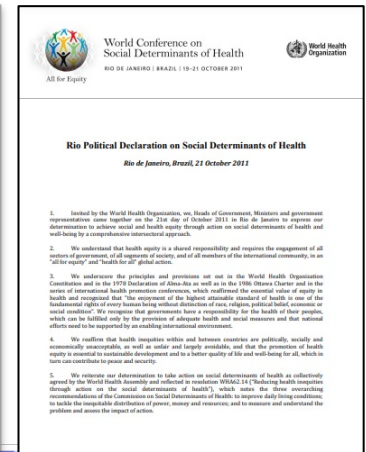 World Conference on
Social Determinants of Health
RIO DE JANEIRO | BRAZIL | 19-21 OCTOBER 2011
All for Equity
World Health
Organization
Rio Political Declaration on Social Determinants of Health
Rio de Janeiro, Brazil, 21 October 2011
1. Invited by the World Health Organization, we, Heads of Government, Ministers and government
representatives came together on the 21st day of October 2011 in Rio de Janeiro to express our
determination to achieve social and health equity through action on social determinants of health and
well-being by a comprehensive intersectoral approach.
2. We understand that health equity is a shared responsibility and requires the engagement of all
sectors of government, of all segments of society, and of all members of the international community, in an
"all for equity" and "health for all" global action.
3. We underscore the principles and provisions set out in the World Health Organization
Constitution and in the 1978 Declaration of Alma-Ata as well as in the 1986 Ottawa Charter and in the
series of international health promotion conferences, which reaffirmed the essential value of equity in
health and recognized that "the enjoyment of the highest attainable standard of health is one of the
fundamental rights of every human being without distinction of race, religion, political belief, economic or
social condition". We recognize that governments have a responsibility for the health of their peoples,
which can be fulfilled only by the provision of adequate health and social measures and that national
efforts need to be supported by an enabling international environment.
4. We reaffirm that health inequities within and between countries are politically, socially and
economically unacceptable, as well as unfair and largely avoidable, and that the promotion of health
equity is essential to sustainable development and to a better quality of life and well-being for all, which in
turn can contribute to peace and security.
5. We reiterate our determination to take action on social determinants of health as collectively
agreed by the World Health Assembly and reflected in resolution WHA62.14 ("Reducing health inequities
through action on the social determinants of health"), which notes the three overarching
recommendations of the Commission on Social Determinants of Health: to improve daily living conditions;
to tackle the inequitable distribution of power, money and resources; and to measure and understand the
problem and assess the impact of action.